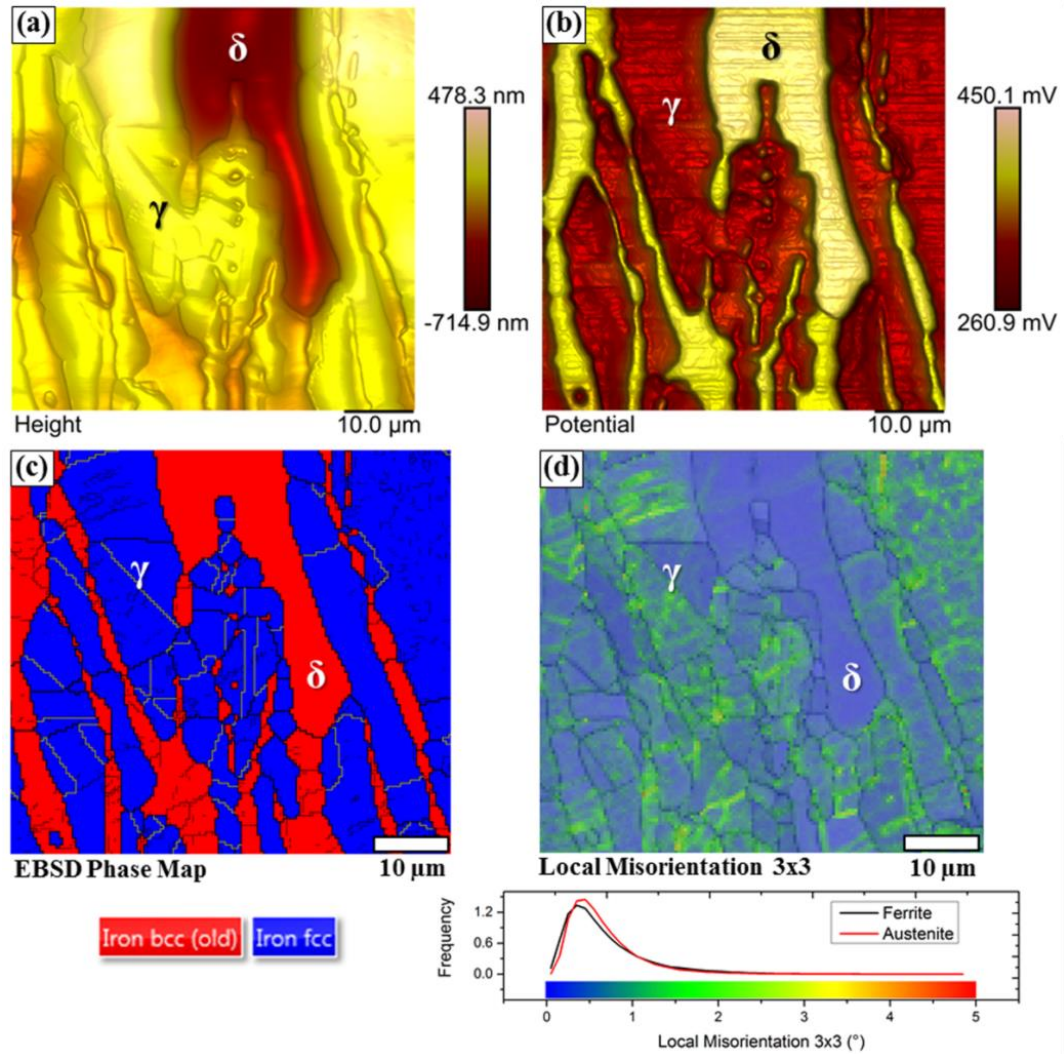 (a)
δ
γ
478.3 nm
-714.9 nm
Height
10.0 µm
(b)
δ
γ
450.1 mV
260.9 mV
Potential
10.0 µm
(c)
γ
δ
EBSD Phase Map
10 µm
Iron bcc (old)
Iron fcc
(d)
γ
δ
Local Misorientation 3x3
10 µm
Frequency
1.2
0.6
0.0
Ferrite
Austenite
0 1 2 3 4 5
Local Misorientation 3x3 (°)